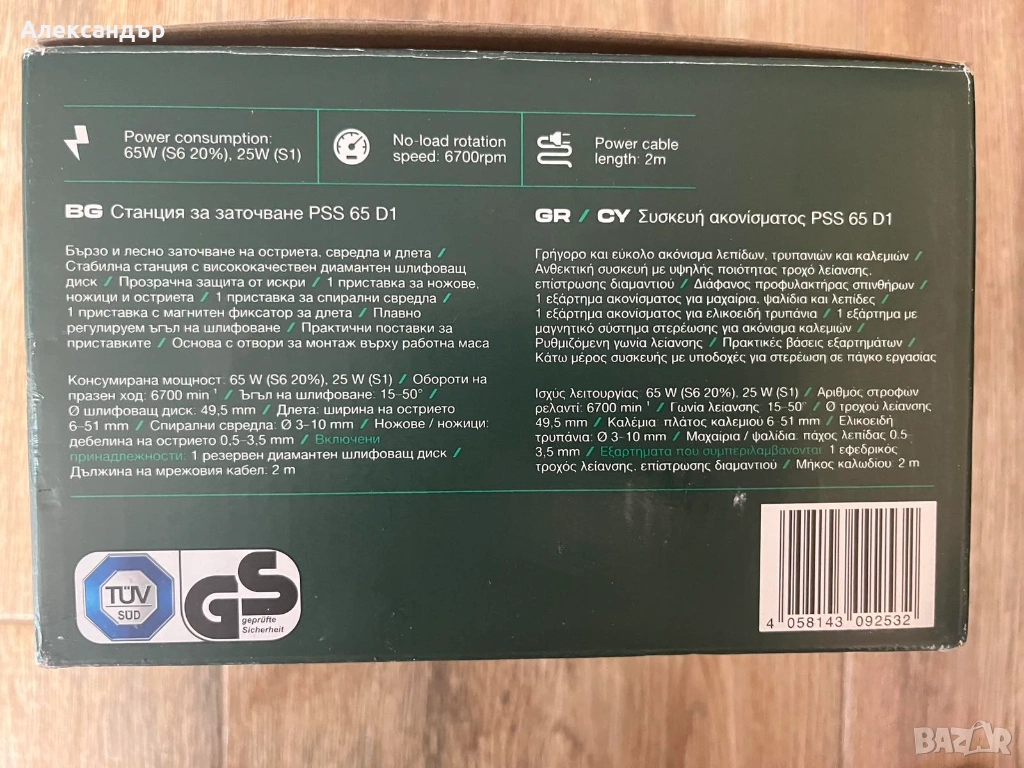 Александър
Power consumption:
65W (S6 20%), 25W (S1)
No-load rotation
speed: 6700rpm
Power cable
length: 2m
BG Станция за заточване PSS 65 D1
Бързо и лесно заточване на остриета, свредла и длета /
Стабилна станция с висококачествен диамантен шлифоващ
диск / Прозрачна защита от искри / 1 приставка за ножове,
ножици и остриета / 1 приставка за спирални свредла /
1 приставка с магнитен фиксатор за длета / Плавно
регулируем ъгъл на шлифоване / Практични поставки за
приставките / Основа с отвори за монтаж върху работна маса
Консумирана мощност: 65 W (S6 20%), 25 W (S1) / Обороти на
празен ход: 6700 min⁻¹ / Ъгъл на шлифоване: 15-50° /
Ø шлифоващ диск: 49,5 mm / Длета: ширина на острието
6-51 mm / Спирални свредла: Ø 3-10 mm / Ножове / ножици:
дебелина на острието 0,5-3,5 mm / Включени
принадлежности: 1 резервен диамантен шлифоващ диск /
Дължина на мрежовия кабел: 2 m
GR / CY Συσκευή ακονίσματος PSS 65 D1
Γρήγορο και εύκολο ακόνισμα λεπίδων, τρυπανιών και καλεμιών /
Ανθεκτική συσκευή με υψηλής ποιότητας τροχό λείανσης,
επίστρωσης διαμαντιού / Διάφανος προφυλακτήρας σπινθήρων /
1 εξάρτημα ακονίσματος για μαχαίρια, ψαλίδια και λεπίδες /
1 εξάρτημα ακονίσματος για ελικοειδή τρυπάνια / 1 εξάρτημα με
μαγνητικό σύστημα στερέωσης για ακόνισμα καλεμιών /
Ρυθμιζόμενη γωνία λείανσης / Πρακτικές βάσεις εξαρτημάτων /
Κάτω μέρος συσκευής με υποδοχές για στερέωση σε πάγκο εργασίας
Ισχύς λειτουργίας: 65 W (S6 20%), 25 W (S1) / Αριθμος στροφων
ρελαντί: 6700 min⁻¹ / Γωνία λείανσης: 15-50° / Ø τροχού λείανσης
49,5 mm / Καλέμια: πλάτος καλεμιού 6-51 mm / Ελικοειδή
τρυπάνια: Ø 3-10 mm / Μαχαίρια / ψαλίδια: πάχος λεπίδας 0,5-
3,5 mm / Εξαρτήματα που συμπεριλαμβάνονται: 1 εφεδρικός
τροχός λείανσης, επίστρωσης διαμαντιού / Μήκος καλωδίου: 2 m
TÜV
SÜD
GS
geprüfte
Sicherheit
4 058143 092532
BAZAR